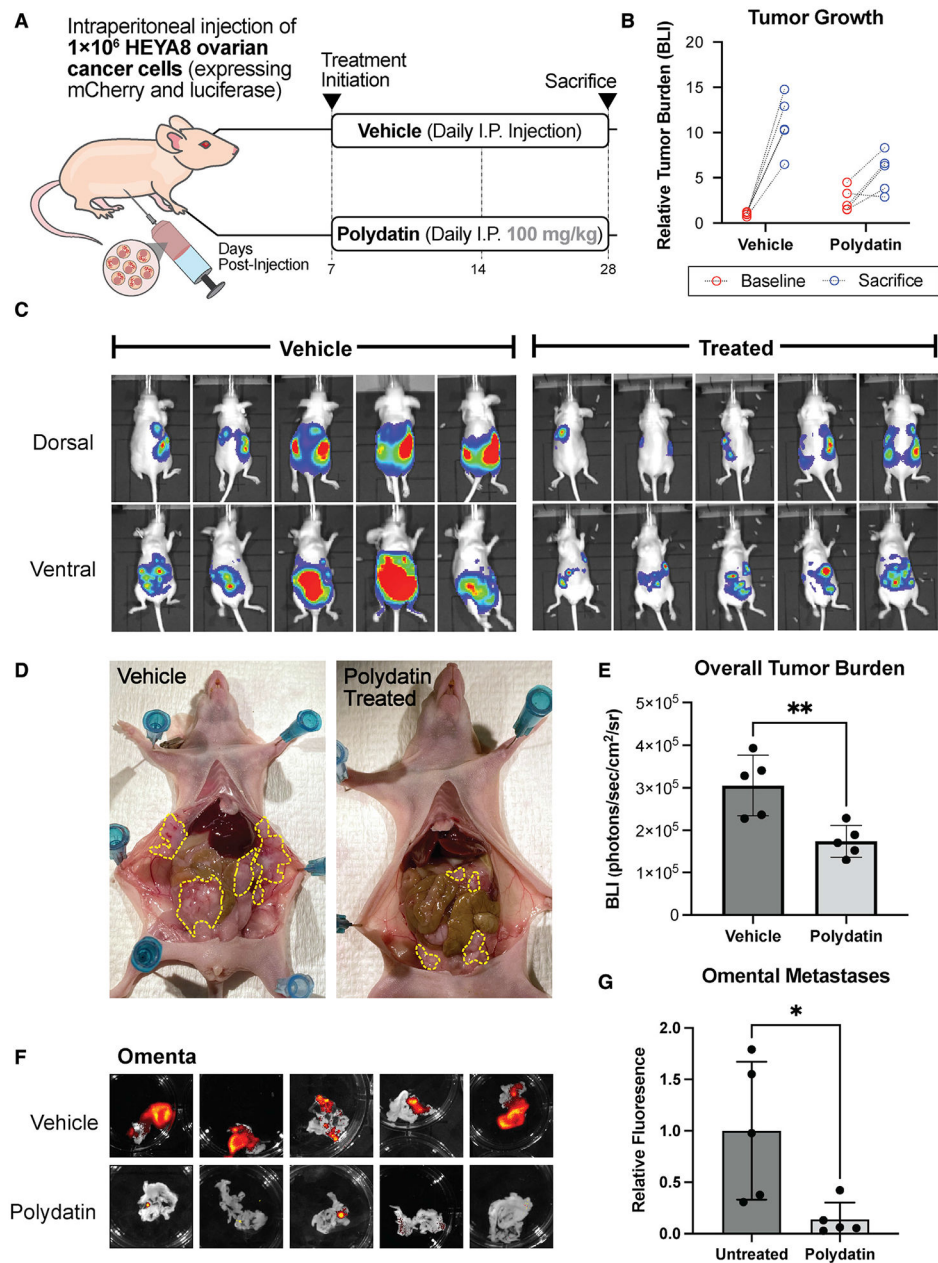 A
Intraperitoneal injection of
1×10⁶ HEYA8 ovarian
cancer cells (expressing
mCherry and luciferase)
Treatment
Initiation
Sacrifice
Vehicle (Daily I.P. Injection)
Polydatin (Daily I.P. 100 mg/kg)
Days
Post-Injection
7
14
28
B
Tumor Growth
Relative Tumor Burden (BLI)
20
15
10
5
0
Vehicle
Polydatin
Baseline
Sacrifice
C
Vehicle
Treated
Dorsal
Ventral
D
Vehicle
Polydatin
Treated
E
Overall Tumor Burden
BLI (photons/sec/cm²/sr)
5×10⁵
4×10⁵
3×10⁵
2×10⁵
1×10⁵
0
**
Vehicle
Polydatin
F
Omenta
Vehicle
Polydatin
G
Omental Metastases
Relative Fluoresence
2.0
1.5
1.0
0.5
0.0
*
Untreated
Polydatin